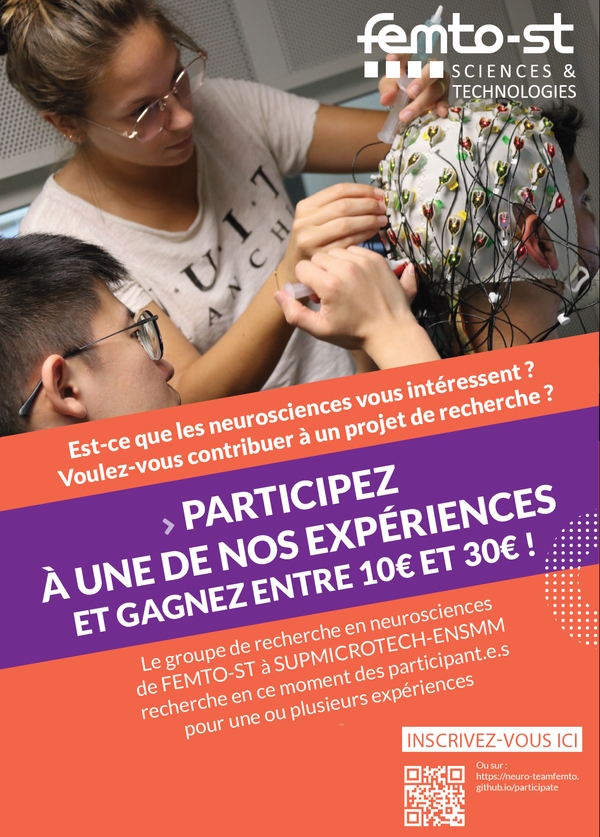 femto-st
SCIENCES &
TECHNOLOGIES
U.I.T
ANCH
Est-ce que les neurosciences vous intéressent ?
Voulez-vous contribuer à un projet de recherche ?
› PARTICIPEZ
À UNE DE NOS EXPÉRIENCES
ET GAGNEZ ENTRE 10€ ET 30€ !
Le groupe de recherche en neurosciences
de FEMTO-ST à SUPMICROTECH-ENSMM
recherche en ce moment des participant.e.s
pour une ou plusieurs expériences
INSCRIVEZ-VOUS ICI
Ou sur :
https://neuro-teamfemto.
github.io/participate